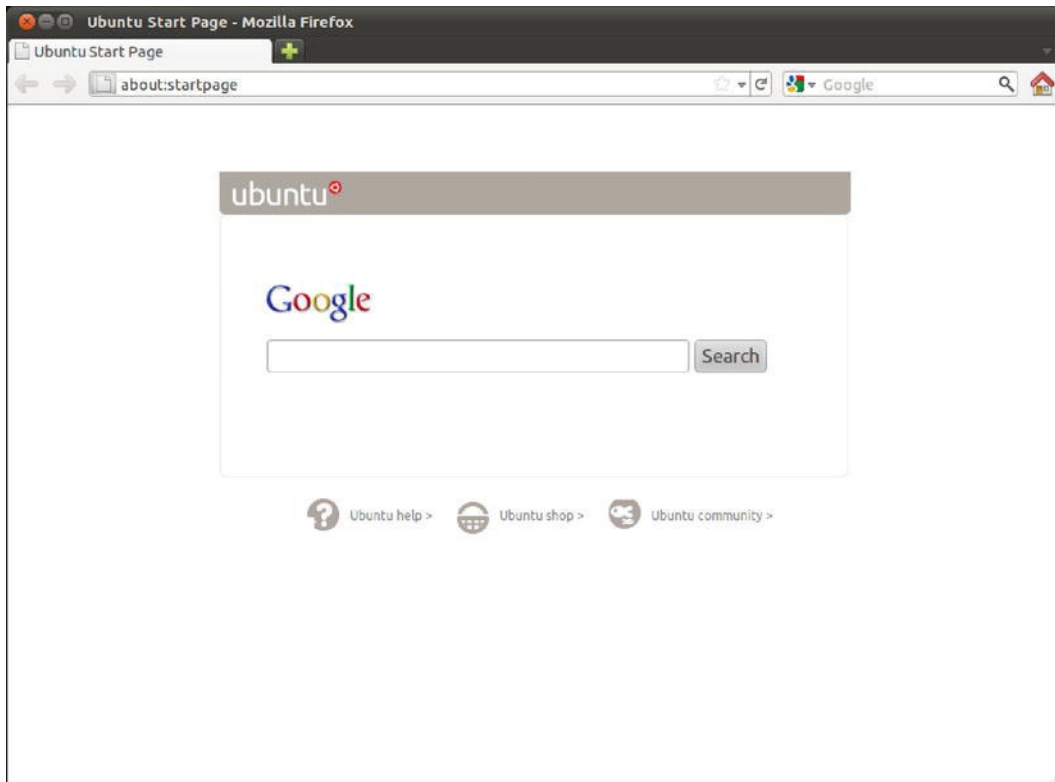 Ubuntu Start Page - Mozilla Firefox
Ubuntu Start Page
about:startpage Google
ubuntu
Google
Search
Ubuntu help > Ubuntu shop > Ubuntu community >